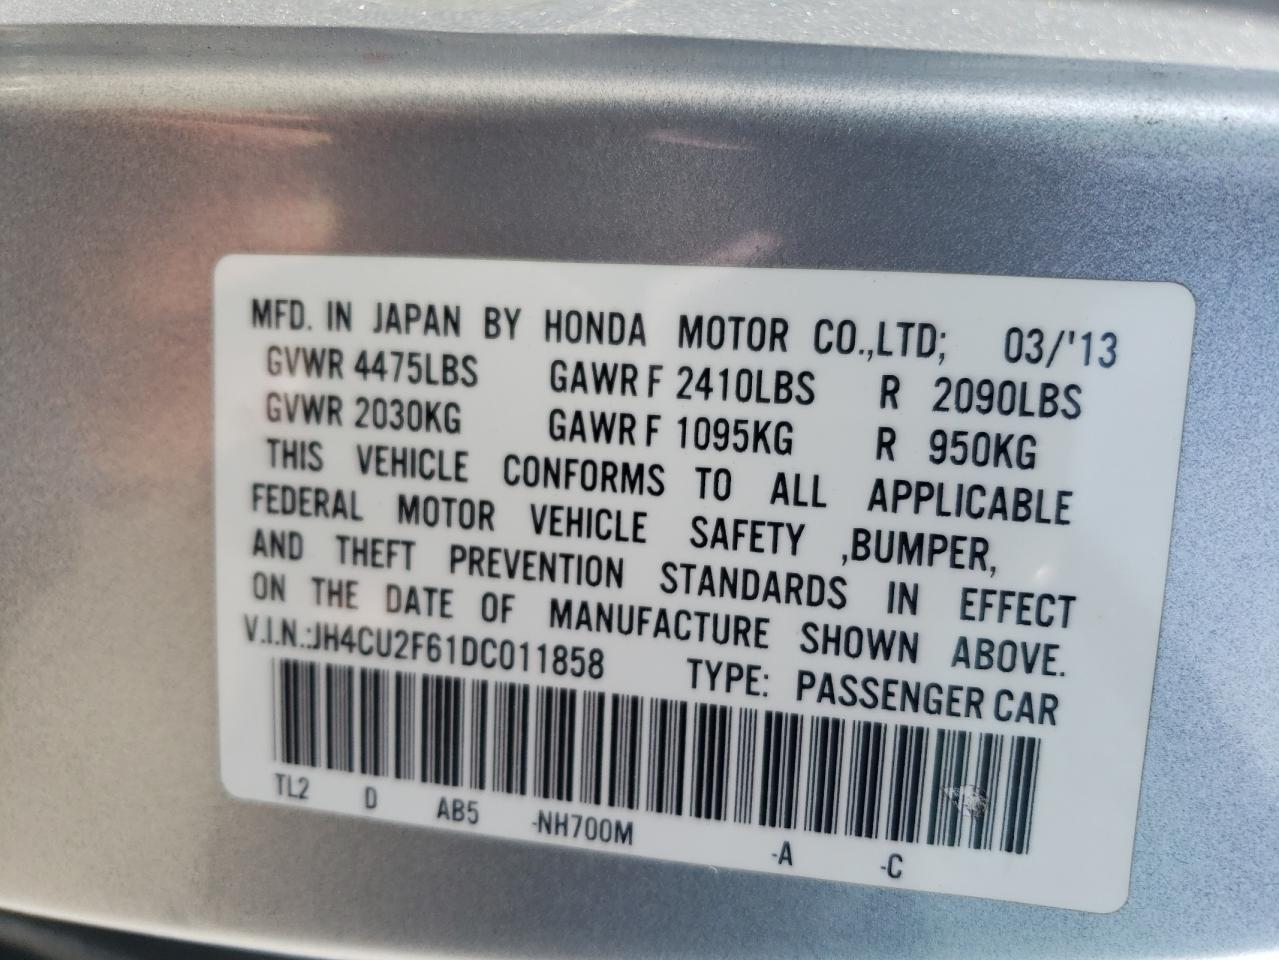 MFD. IN JAPAN BY HONDA MOTOR CO.,LTD; 03/'13
GVWR 4475LBS GAWR F 2410LBS R 2090LBS
GVWR 2030KG GAWR F 1095KG R 950KG
THIS VEHICLE CONFORMS TO ALL APPLICABLE
FEDERAL MOTOR VEHICLE SAFETY ,BUMPER,
AND THEFT PREVENTION STANDARDS IN EFFECT
ON THE DATE OF MANUFACTURE SHOWN ABOVE.
V.I.N.:JH4CU2F61DC011858 TYPE: PASSENGER CAR
TL2 D AB5 -NH700M -A -C